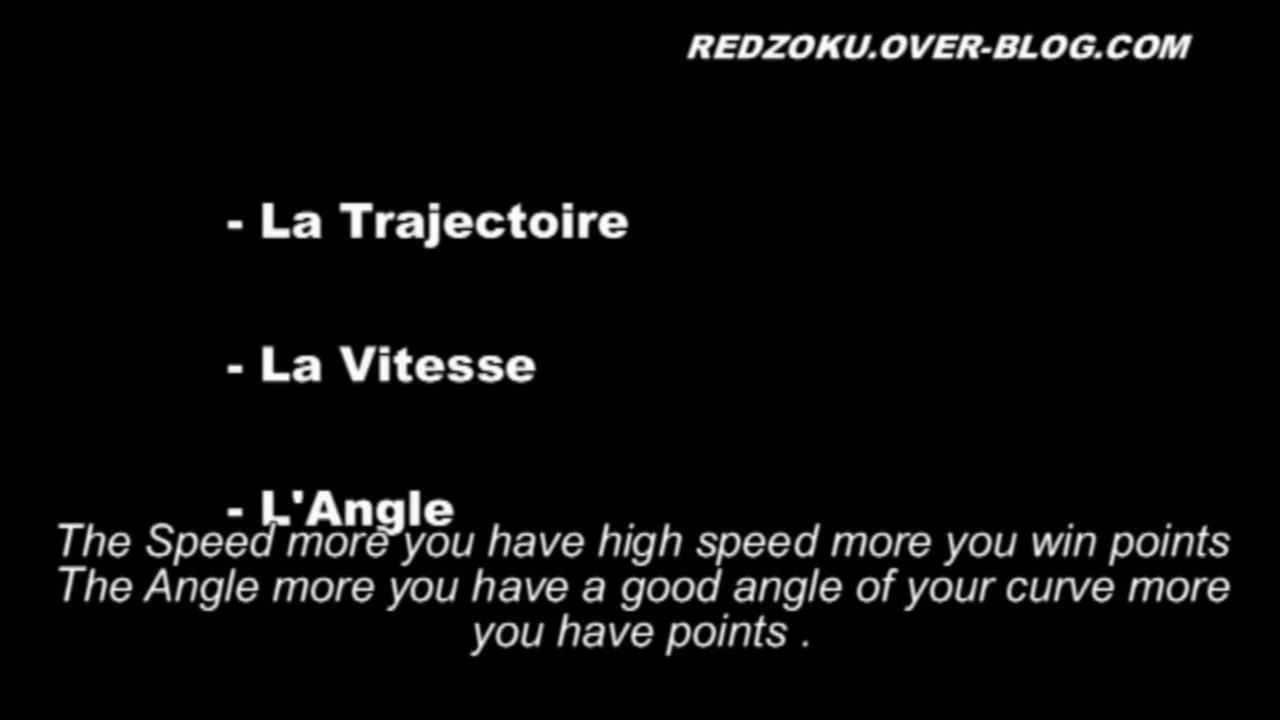 REDZOKU.OVER-BLOG.COM
- La Trajectoire
- La Vitesse
- L'Angle
The Speed more you have high speed more you win points
The Angle more you have a good angle of your curve more
you have points .